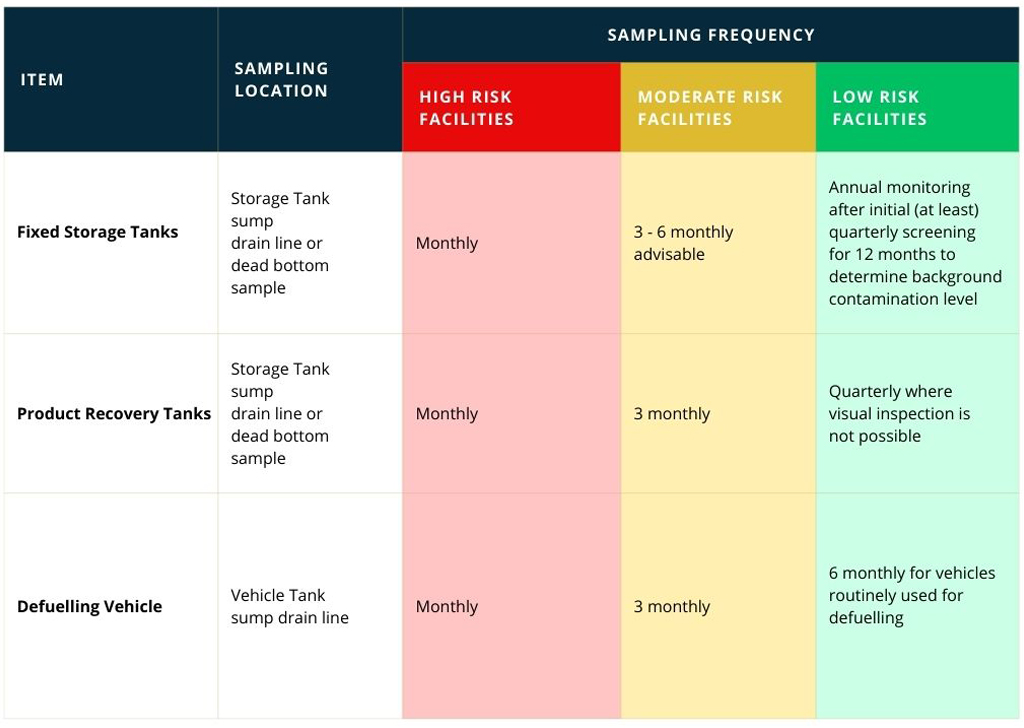 ITEM
SAMPLING
LOCATION
SAMPLING FREQUENCY
HIGH RISK
FACILITIES
MODERATE RISK
FACILITIES
LOW RISK
FACILITIES
Fixed Storage Tanks
Storage Tank
sump
drain line or
dead bottom
sample
Monthly
3 - 6 monthly
advisable
Annual monitoring
after initial (at least)
quarterly screening
for 12 months to
determine background
contamination level
Product Recovery Tanks
Storage Tank
sump
drain line or
dead bottom
sample
Monthly
3 monthly
Quarterly where
visual inspection is
not possible
Defuelling Vehicle
Vehicle Tank
sump drain line
Monthly
3 monthly
6 monthly for vehicles
routinely used for
defuelling